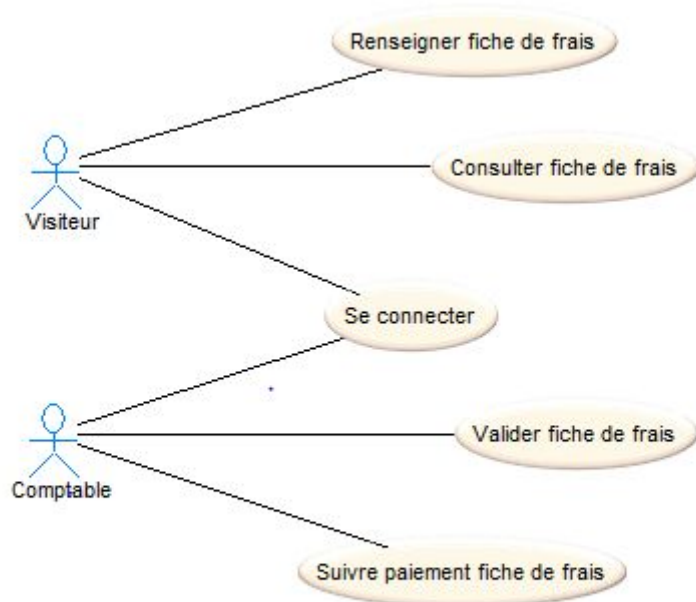 Renseigner fiche de frais
Consulter fiche de frais
Visiteur
Se connecter
Valider fiche de frais
Comptable
Suivre paiement fiche de frais